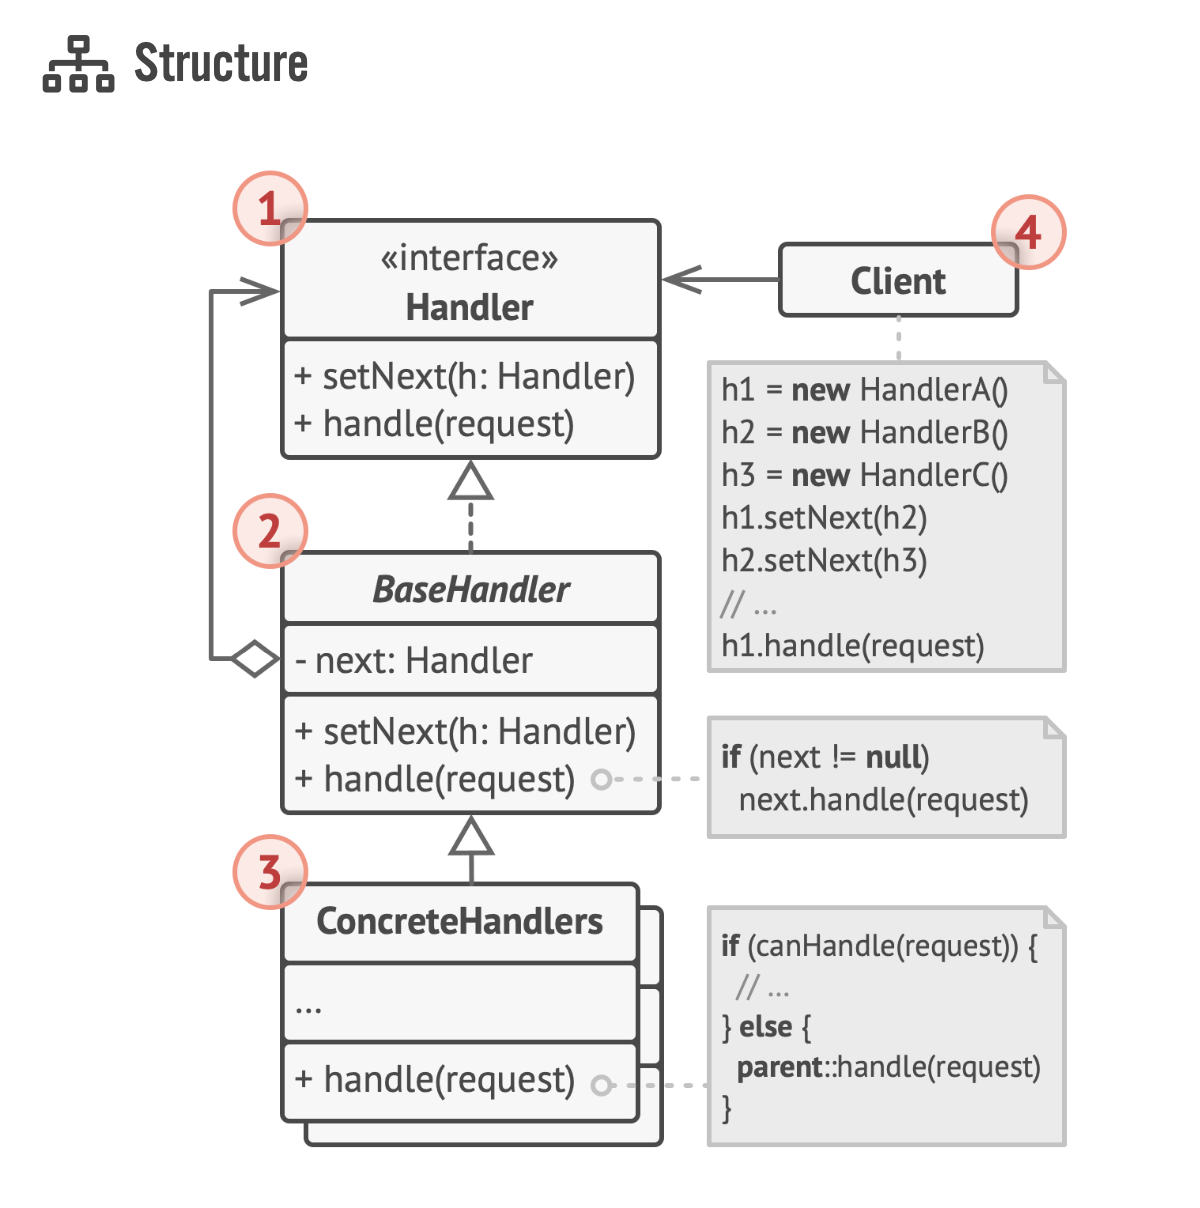 Structure
1
«interface»
Handler
+ setNext(h: Handler)
+ handle(request)
4
Client
h1 = new HandlerA()
h2 = new HandlerB()
h3 = new HandlerC()
h1.setNext(h2)
h2.setNext(h3)
// ...
h1.handle(request)
2
BaseHandler
- next: Handler
+ setNext(h: Handler)
+ handle(request)
if (next != null)
next.handle(request)
3
ConcreteHandlers
...
+ handle(request)
if (canHandle(request)) {
// ...
} else {
parent::handle(request)
}